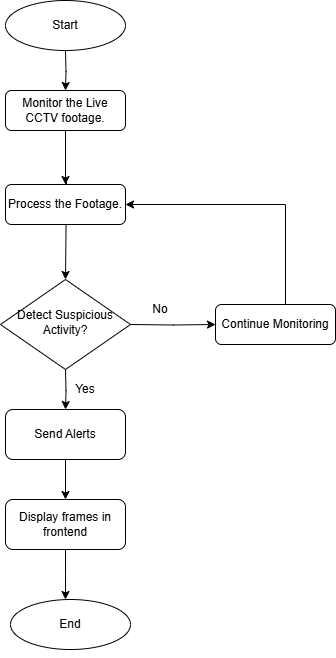 Start
Monitor the Live
CCTV footage.
Process the Footage.
Detect Suspicious
Activity?
No
Continue Monitoring
Yes
Send Alerts
Display frames in
frontend
End